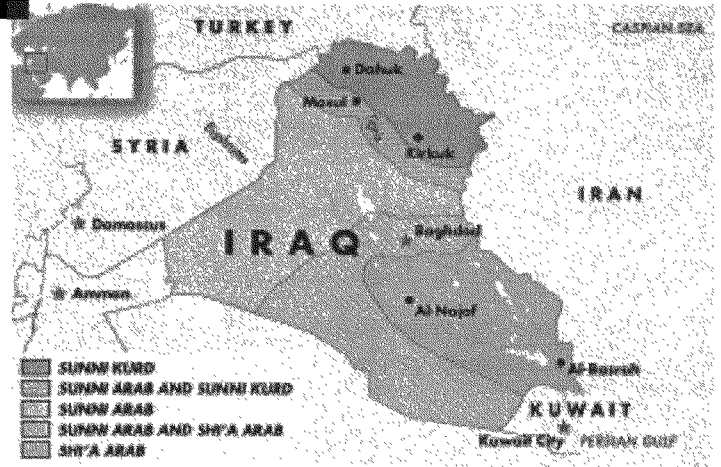 TURKEY
CASPIAN SEA
Dahuk
Mosul
SYRIA
Kirkuk
IRAN
Damascus
IRAQ
Baghdad
Amman
Al-Najaf
Al-Basrah
SUNNI KURD
SUNNI ARAB AND SUNNI KURD
SUNNI ARAB
SUNNI ARAB AND SHI'A ARAB
SHI'A ARAB
KUWAIT
Kuwait City
PERSIAN GULF